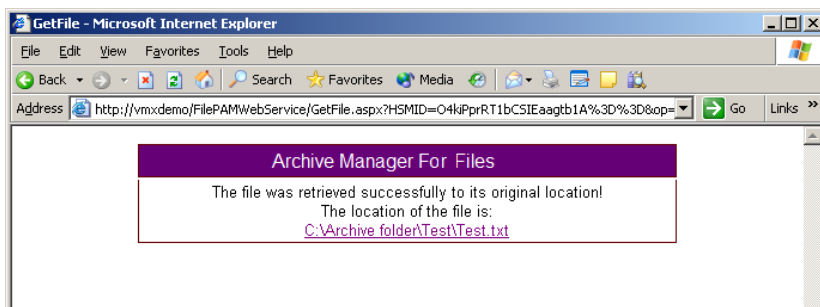 GetFile - Microsoft Internet Explorer
File Edit View Favorites Tools Help
Back Search Favorites Media
Address http://vmxdemo/FilePAMWebService/GetFile.aspx?HSMID=O4kiPprRT1bCSIEaagtb1A%3D%3D&op= Go Links »
Archive Manager For Files
The file was retrieved successfully to its original location!
The location of the file is:
C:\Archive folder\Test\Test.txt